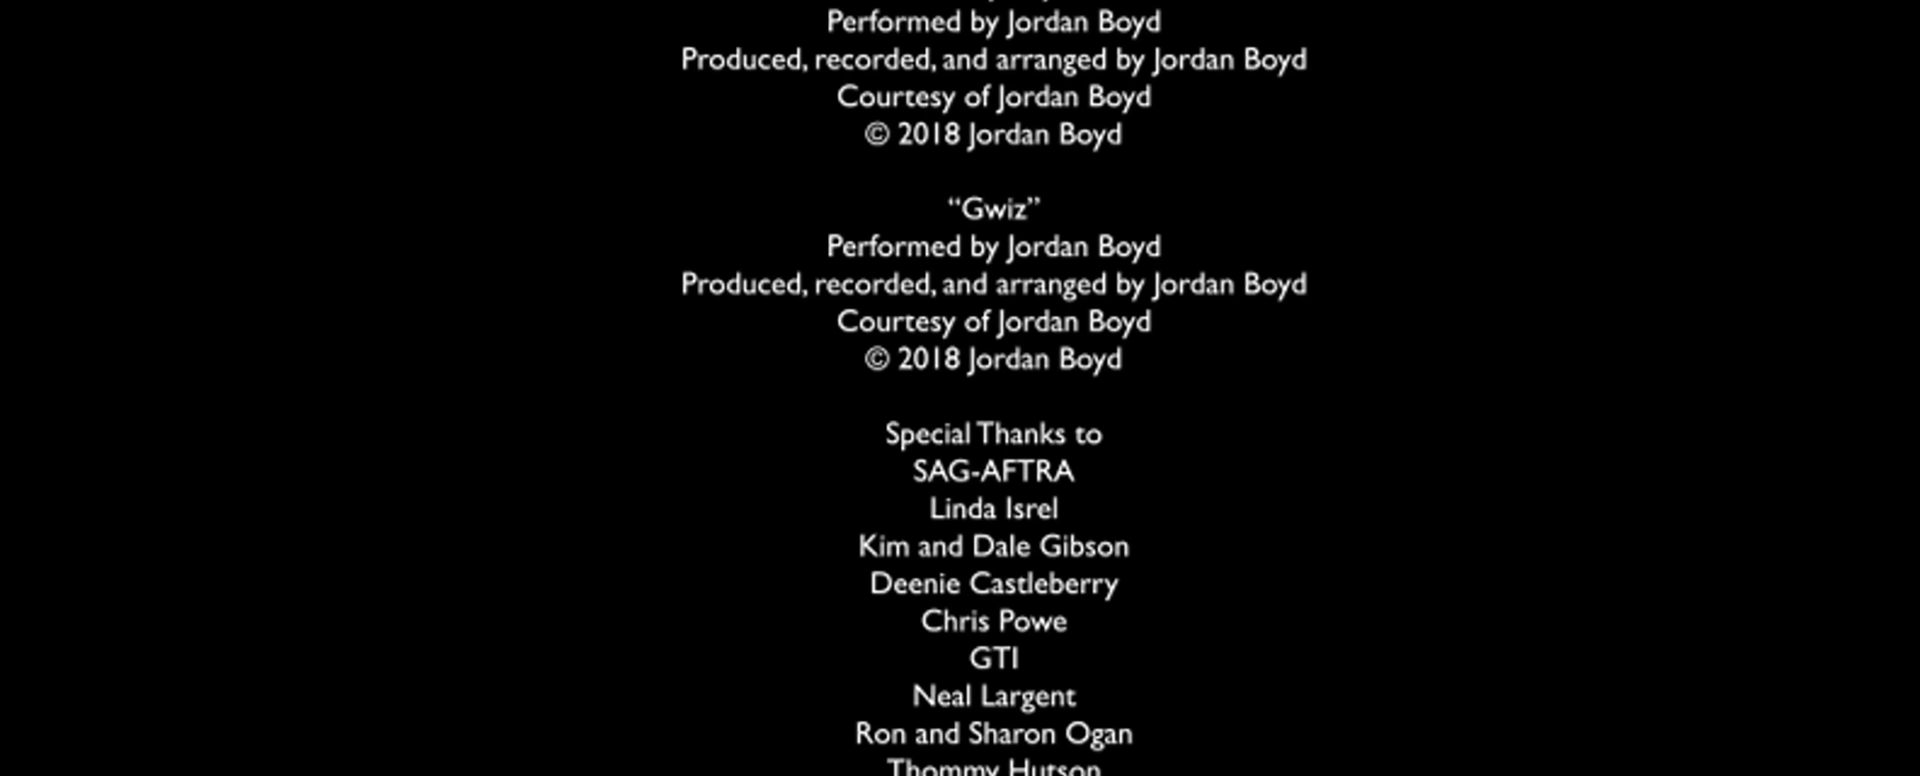 Performed by Jordan Boyd
Produced, recorded, and arranged by Jordan Boyd
Courtesy of Jordan Boyd
© 2018 Jordan Boyd
“Gwiz”
Performed by Jordan Boyd
Produced, recorded, and arranged by Jordan Boyd
Courtesy of Jordan Boyd
© 2018 Jordan Boyd
Special Thanks to
SAG-AFTRA
Linda Isrel
Kim and Dale Gibson
Deenie Castleberry
Chris Powe
GTI
Neal Largent
Ron and Sharon Ogan
Thommy Hutson